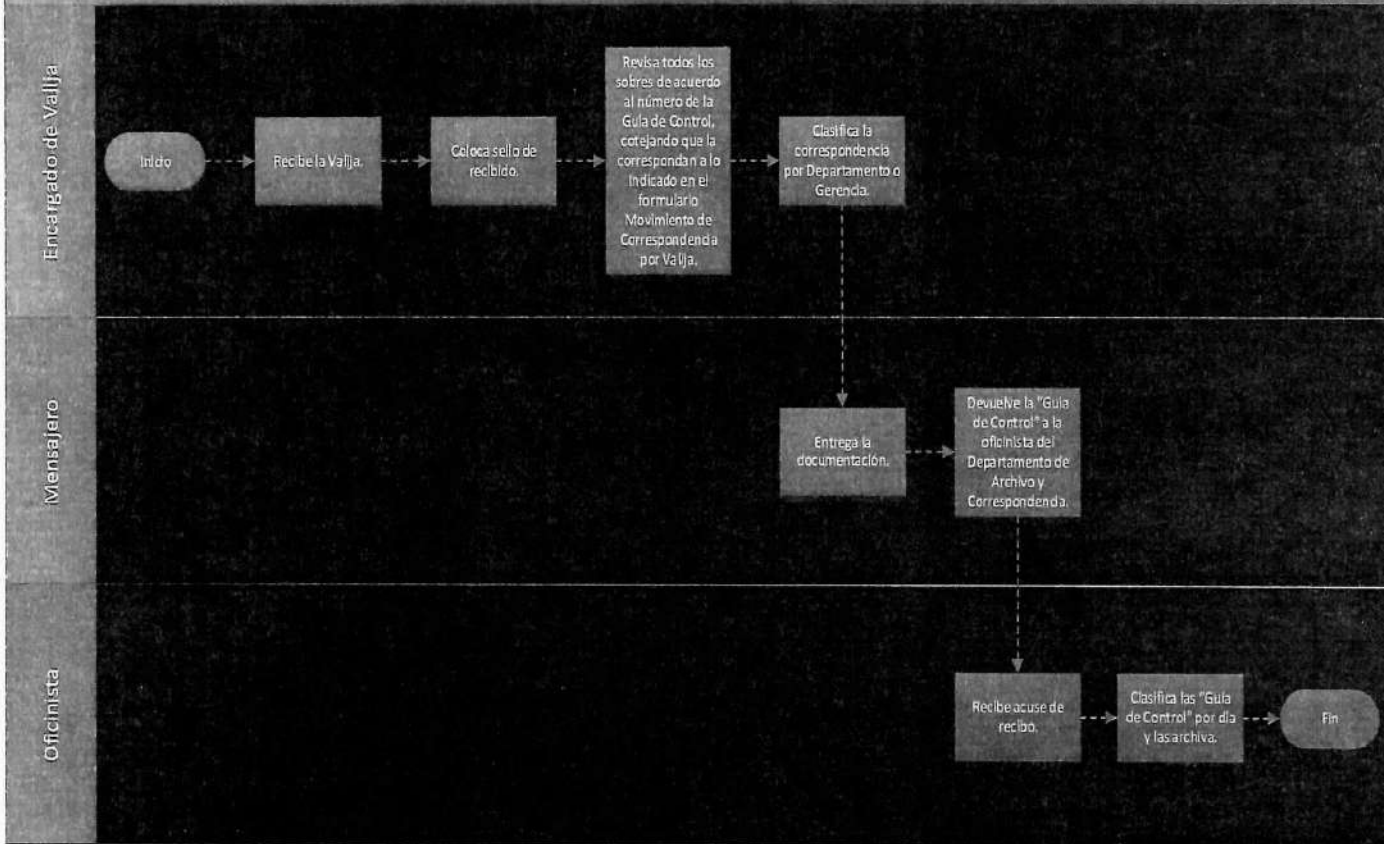 Encargado de Valija
Inicio
Recibe la Valija.
Coloca sello de
recibido.
Revisa todos los
sobres de acuerdo
al número de la
Guía de Control,
cotejando que la
correspondan a lo
Indicado en el
formulario
Movimiento de
Correspondencia
por Valija.
Clasifica la
correspondencia
por Departamento o
Gerencia.
Mensajero
Entrega la
documentación.
Devuelve la "Guía
de Control" a la
oficinista del
Departamento de
Archivo y
Correspondencia.
Oficinista
Recibe acuse de
recibo.
Clasifica las "Guía
de Control" por día
y las archiva.
Fin